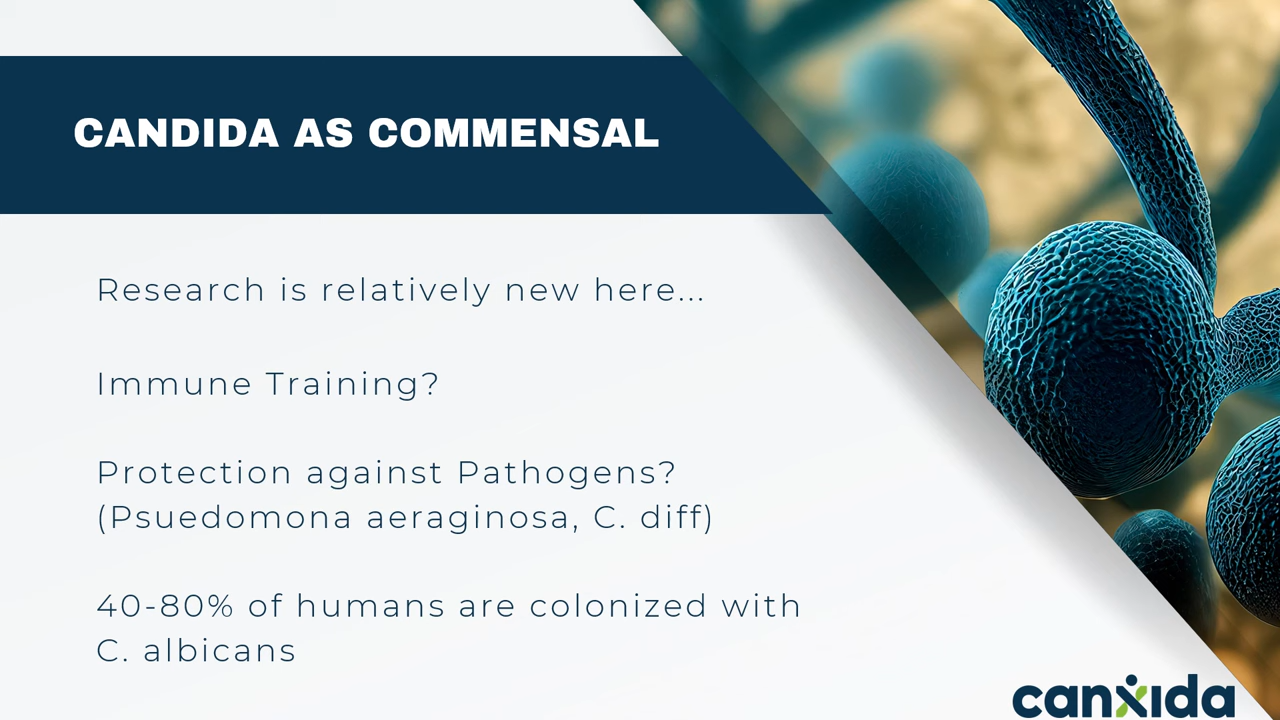 CANDIDA AS COMMENSAL
Research is relatively new here...
Immune Training?
Protection against Pathogens?
(Psuedomona aeraginosa, C. diff)
40-80% of humans are colonized with
C. albicans
canxida